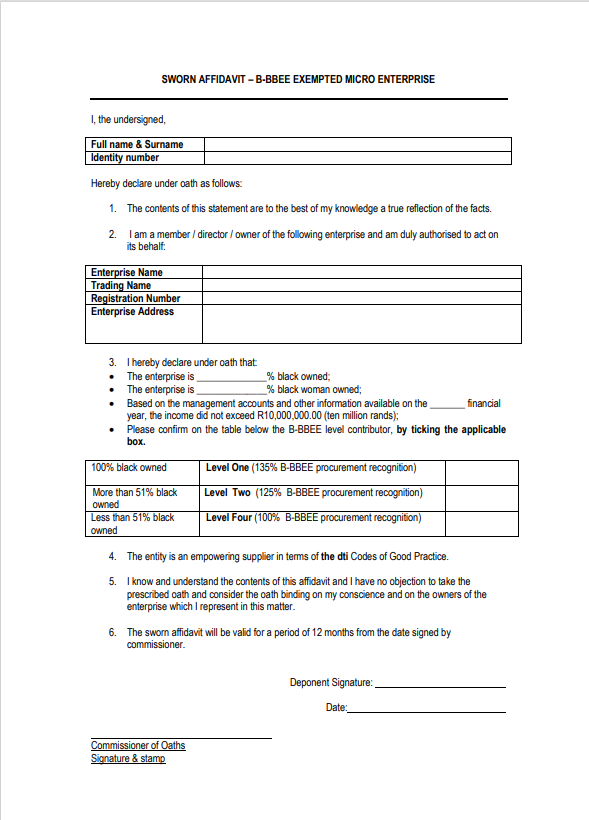 SWORN AFFIDAVIT – B-BBEE EXEMPTED MICRO ENTERPRISE
I, the undersigned,
Full name & Surname
Identity number
Hereby declare under oath as follows:
1. The contents of this statement are to the best of my knowledge a true reflection of the facts.
2. I am a member / director / owner of the following enterprise and am duly authorised to act on
its behalf:
Enterprise Name
Trading Name
Registration Number
Enterprise Address
3. I hereby declare under oath that:
• The enterprise is _____________% black owned;
• The enterprise is _____________% black woman owned;
• Based on the management accounts and other information available on the _______ financial
year, the income did not exceed R10,000,000.00 (ten million rands);
• Please confirm on the table below the B-BBEE level contributor, by ticking the applicable
box.
100% black owned Level One (135% B-BBEE procurement recognition)
More than 51% black Level Two (125% B-BBEE procurement recognition)
owned
Less than 51% black Level Four (100% B-BBEE procurement recognition)
owned
4. The entity is an empowering supplier in terms of the dti Codes of Good Practice.
5. I know and understand the contents of this affidavit and I have no objection to take the
prescribed oath and consider the oath binding on my conscience and on the owners of the
enterprise which I represent in this matter.
6. The sworn affidavit will be valid for a period of 12 months from the date signed by
commissioner.
Deponent Signature: ________________________
Date:_____________________________
Commissioner of Oaths
Signature & stamp